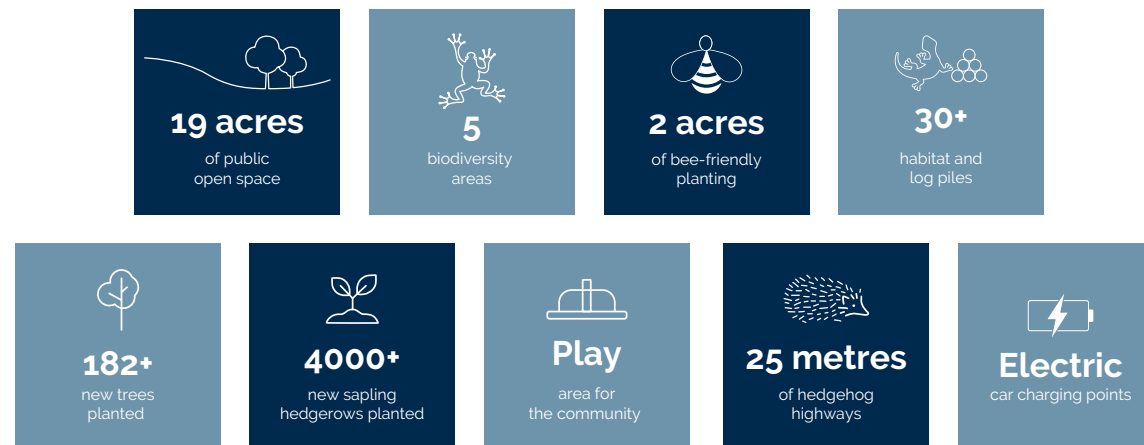 19 acres
of public
open space
5
biodiversity
areas
2 acres
of bee-friendly
planting
30+
habitat and
log piles
182+
new trees
planted
4000+
new sapling
hedgerows planted
Play
area for
the community
25 metres
of hedgehog
highways
Electric
car charging points